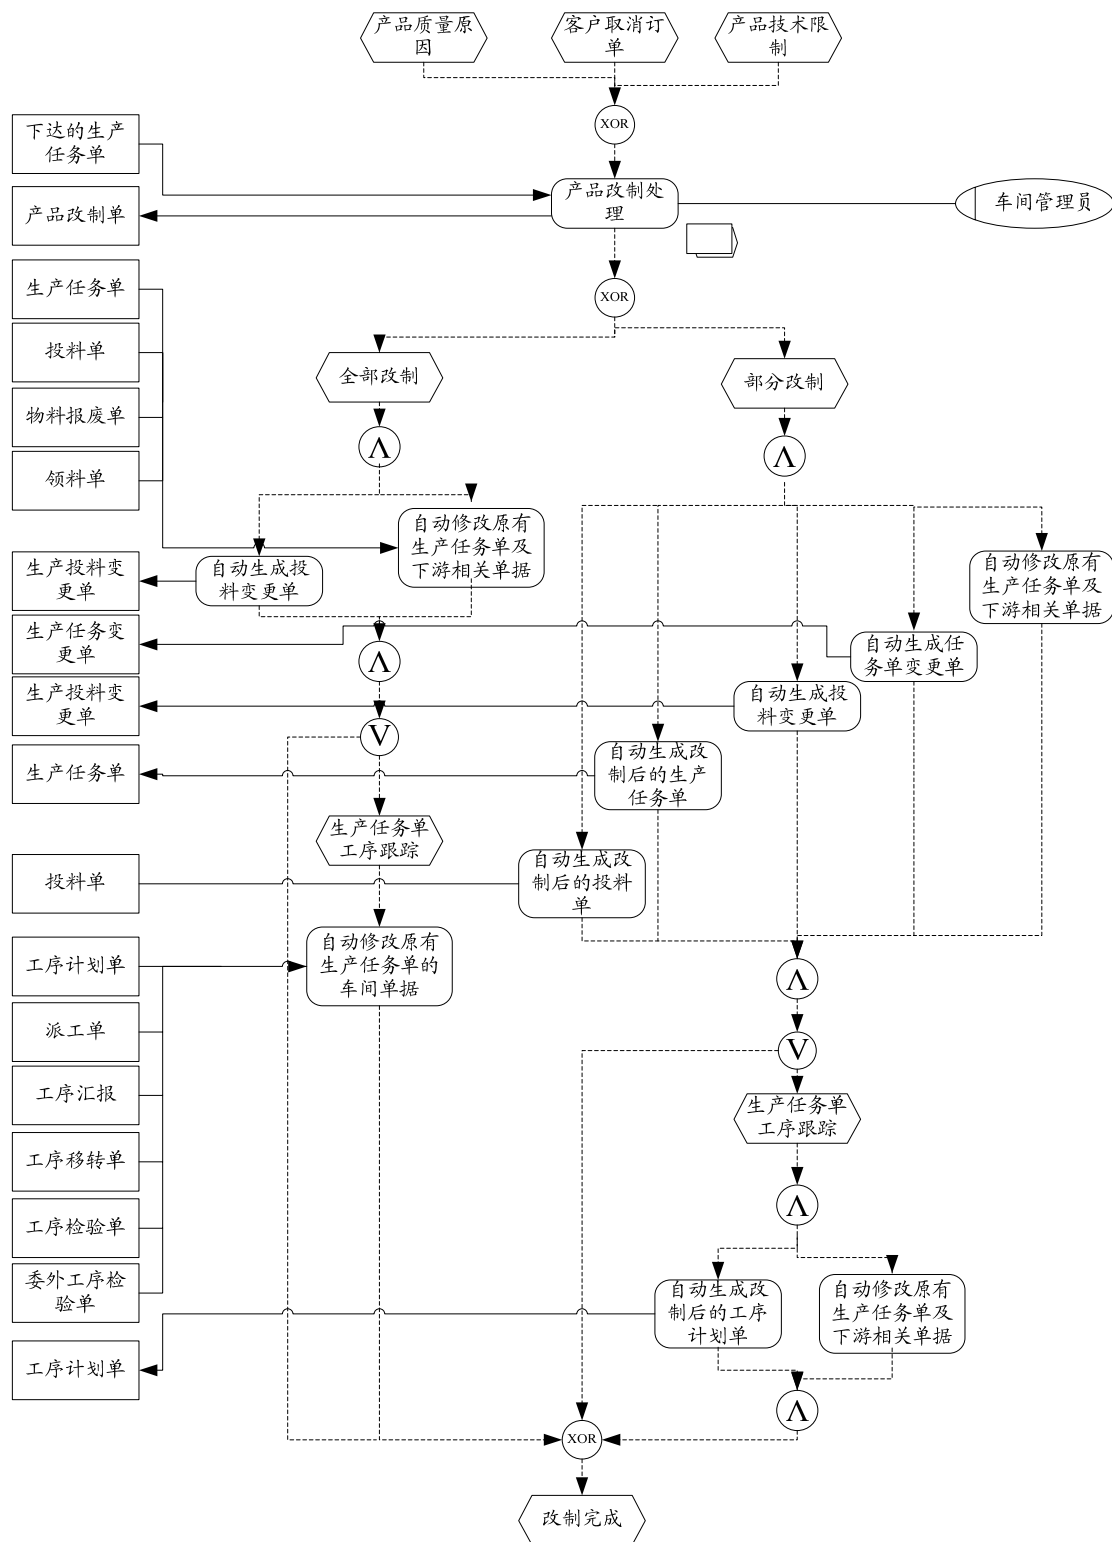 产品质量原
因
客户取消订
单
产品技术限
制
XOR
下达的生产
任务单
产品改制处
理
车间管理员
产品改制单
生产任务单
XOR
投料单
全部改制
部分改制
物料报废单
Λ
Λ
领料单
自动修改原有
生产任务单及
下游相关单据
自动生成投
料变更单
生产投料变
更单
自动修改原有
生产任务单及
下游相关单据
生产任务变
更单
自动生成任
务单变更单
Λ
生产投料变
更单
自动生成投
料变更单
V
生产任务单
自动生成改
制后的生产
任务单
生产任务单
工序跟踪
投料单
自动生成改
制后的投料
单
工序计划单
自动修改原有
生产任务单的
车间单据
Λ
派工单
V
工序汇报
生产任务单
工序跟踪
工序移转单
Λ
工序检验单
委外工序检
验单
自动生成改
制后的工序
计划单
自动修改原有
生产任务单及
下游相关单据
工序计划单
Λ
XOR
改制完成